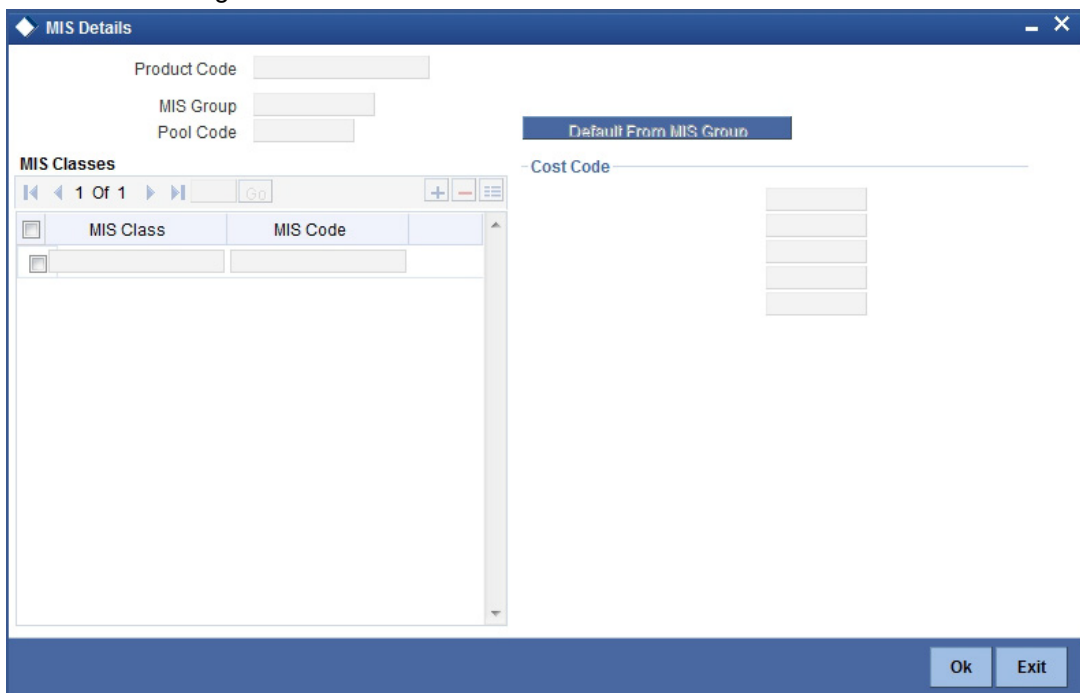 MIS Details
Product Code
MIS Group
Pool Code
Default From MIS Group
MIS Classes
Cost Code
1 Of 1
Go
MIS Class MIS Code
Ok Exit